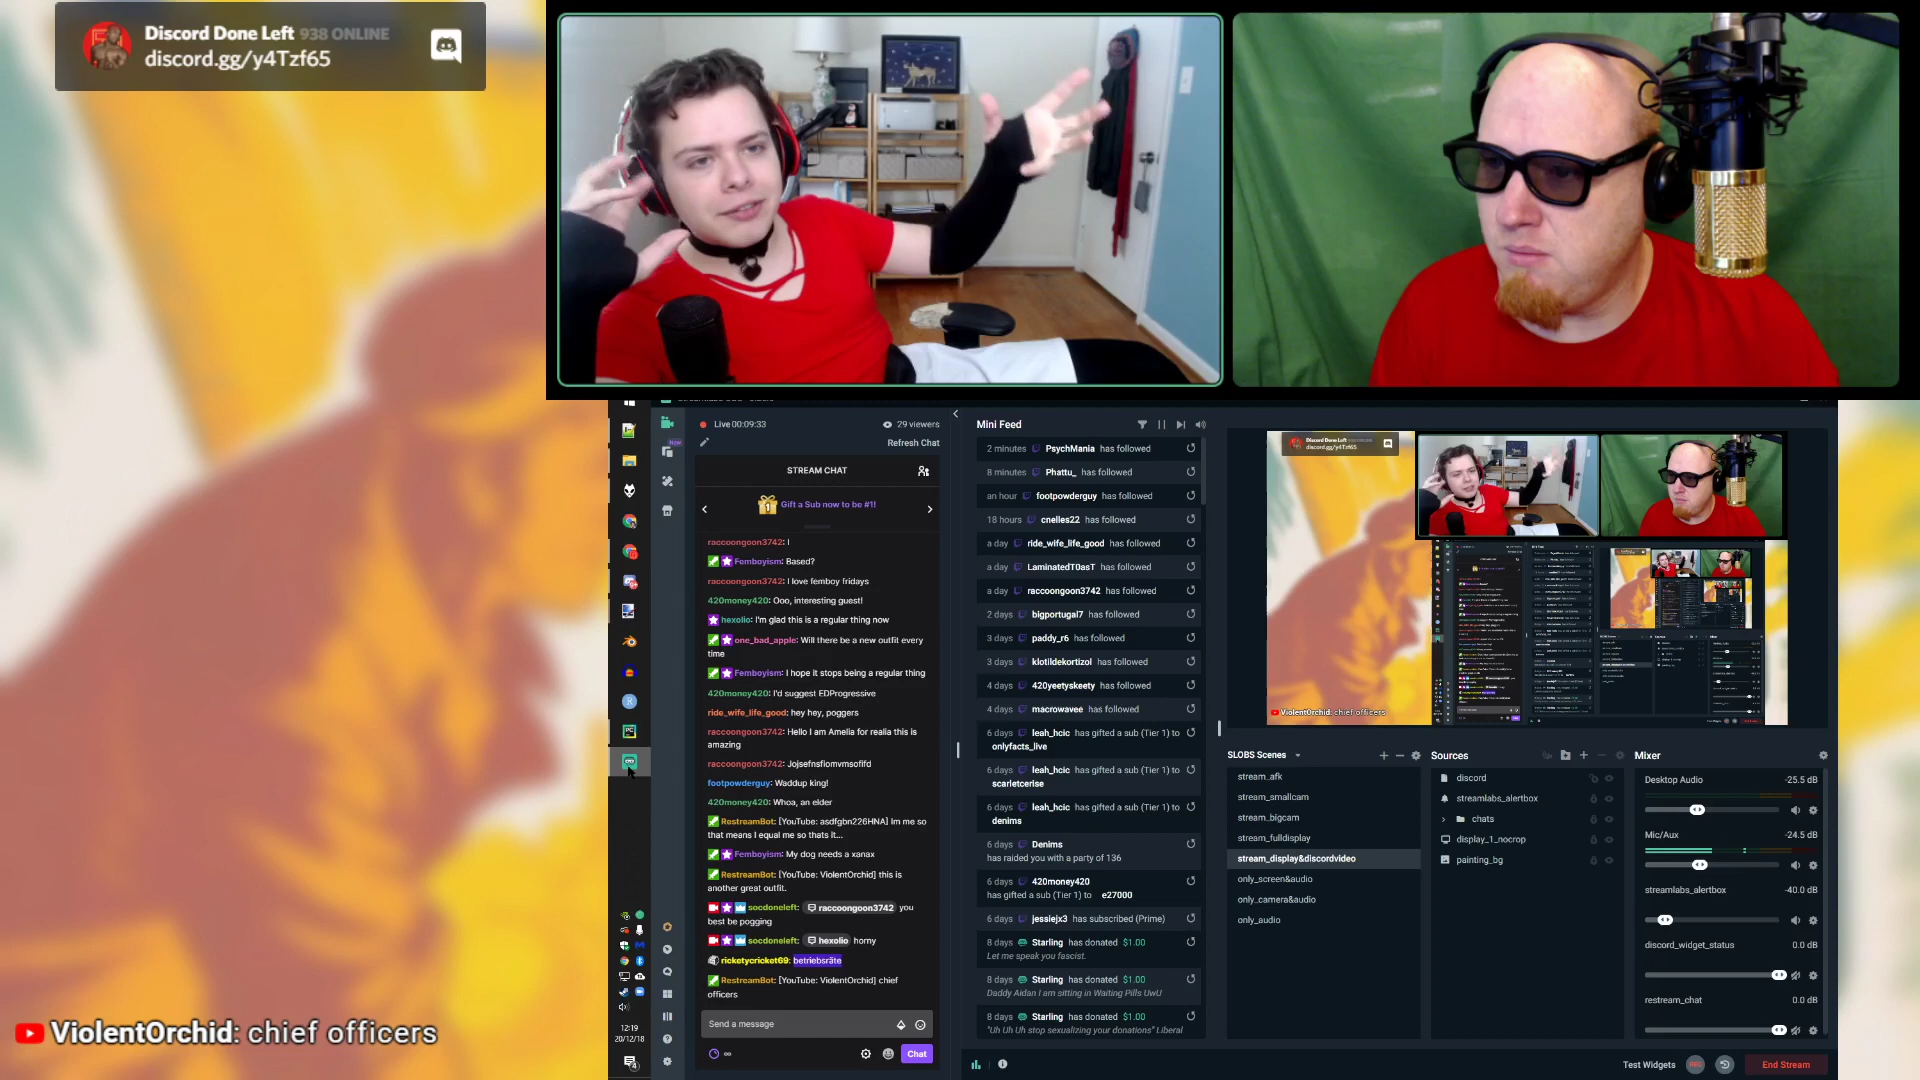 Discord Done Left 938 ONLINE
discord.gg/y4Tzf65
Live 00:09:33
29 viewers
Refresh Chat
New
STREAM CHAT
Gift a Sub now to be #1!
raccoongoon3742: I
Femboyism: Based?
raccoongoon3742: I love femboy fridays
420money420: Ooo, interesting guest!
hexolio: I'm glad this is a regular thing now
one_bad_apple: Will there be a new outfit every
time
Femboyism: I hope it stops being a regular thing
420money420: I'd suggest EDProgressive
ride_wife_life_good: hey hey, poggers
raccoongoon3742: Hello I am Amelia for realia this is
amazing
raccoongoon3742: Jojsefnsfiomvmsofifd
footpowderguy: Waddup king!
420money420: Whoa, an elder
RestreamBot: [YouTube: asdfgbn226HNA] Im me so
that means I equal me so thats it...
Femboyism: My dog needs a xanax
RestreamBot: [YouTube: ViolentOrchid] this is
another great outfit.
socdoneleft: raccoongoon3742 you
best be pogging
socdoneleft: hexolio horny
ricketycricket69: betriebsräte
RestreamBot: [YouTube: ViolentOrchid] chief
officers
Send a message
Chat
12:19
20/12/18
Mini Feed
2 minutes PsychMania has followed
8 minutes Phattu_ has followed
an hour footpowderguy has followed
18 hours cnelles22 has followed
a day ride_wife_life_good has followed
a day LaminatedT0asT has followed
a day raccoongoon3742 has followed
2 days bigportugal7 has followed
3 days paddy_r6 has followed
3 days klotildekortizol has followed
4 days 420yeetyskeety has followed
4 days macrowavee has followed
6 days leah_hcic has gifted a sub (Tier 1) to
onlyfacts_live
6 days leah_hcic has gifted a sub (Tier 1) to
scarletcerise
6 days leah_hcic has gifted a sub (Tier 1) to
denims
6 days Denims
has raided you with a party of 136
6 days 420money420
has gifted a sub (Tier 1) to e27000
6 days jessiejx3 has subscribed (Prime)
8 days Starling has donated $1.00
Let me speak you fascist.
8 days Starling has donated $1.00
Daddy Aidan I am sitting in Waiting Pills UwU
8 days Starling has donated $1.00
"Uh Uh Uh stop sexualizing your donations" Liberal
Discord Done Left
discord.gg/y4Tzf65
ViolentOrchid: chief officers
SLOBS Scenes
stream_afk
stream_smallcam
stream_bigcam
stream_fulldisplay
stream_display&discordvideo
only_screen&audio
only_camera&audio
only_audio
Sources
discord
streamlabs_alertbox
chats
display_1_nocrop
painting_bg
Mixer
Desktop Audio -25.5 dB
Mic/Aux -24.5 dB
streamlabs_alertbox -40.0 dB
discord_widget_status 0.0 dB
restream_chat 0.0 dB
Test Widgets
REC
End Stream
ViolentOrchid: chief officers